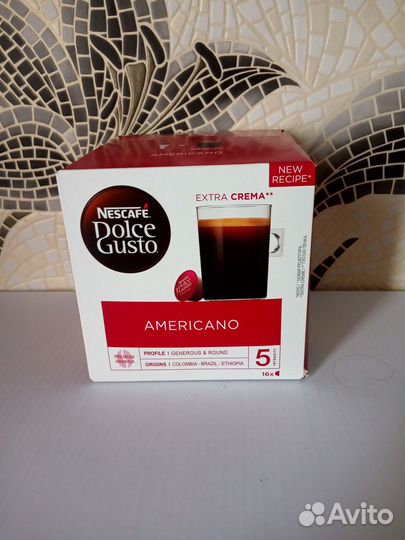 AMERICANO
NEW
RECIPE*
EXTRA CREMA**
NESCAFÉ
Dolce
Gusto
AMERICANO
PREMIUM
ARABICA
PROFILE | GENEROUS & ROUND
ORIGINS | COLOMBIA - BRAZIL - ETHIOPIA
5
INTENSITY
16x
Avito